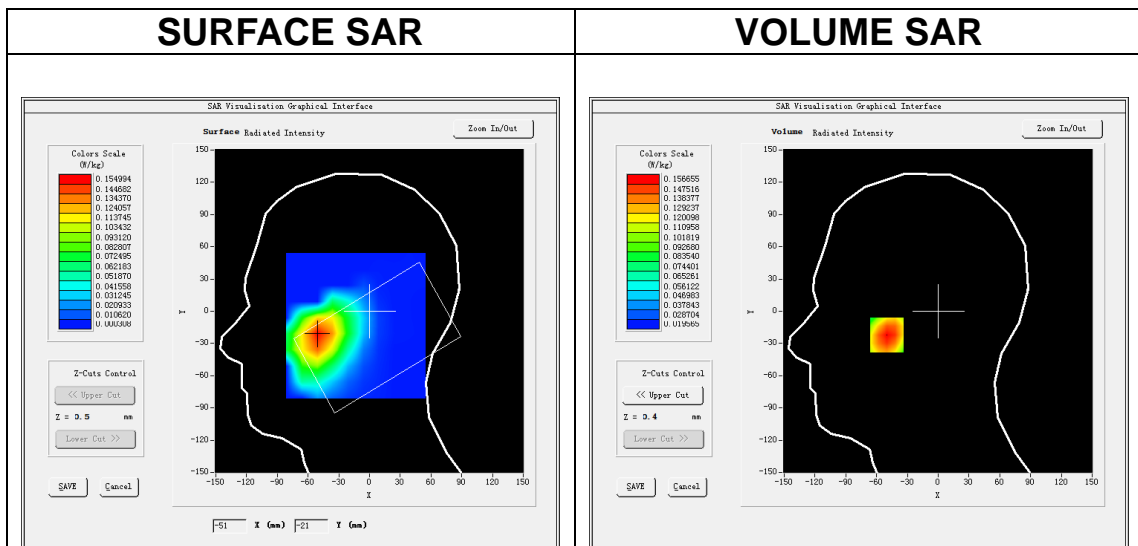 SURFACE SAR
VOLUME SAR
SAR Visualisation Graphical Interface
Surface Radiated Intensity
Zoom In/Out
Colors Scale
(W/kg)
0.154994
0.144682
0.134370
0.124057
0.113745
0.103432
0.093120
0.082807
0.072495
0.062183
0.051870
0.041558
0.031245
0.020933
0.010620
0.000308
150
120
90
60
30
0
-30
-60
-90
-120
-150
Y
-150 -120 -90 -60 -30 0 30 60 90 120 150
X
Z-Cuts Control
<< Upper Cut
Z = 0.5 mm
Lower Cut >>
SAVE
Cancel
-51 X (mm) -21 Y (mm)
SAR Visualisation Graphical Interface
Volume Radiated Intensity
Zoom In/Out
Colors Scale
(W/kg)
0.156655
0.147516
0.138377
0.129237
0.120098
0.110958
0.101819
0.092680
0.083540
0.074401
0.065261
0.056122
0.046983
0.037843
0.028704
0.019565
150
120
90
60
30
0
-30
-60
-90
-120
-150
Y
-150 -120 -90 -60 -30 0 30 60 90 120 150
X
Z-Cuts Control
<< Upper Cut
Z = 0.4 mm
Lower Cut >>
SAVE
Cancel